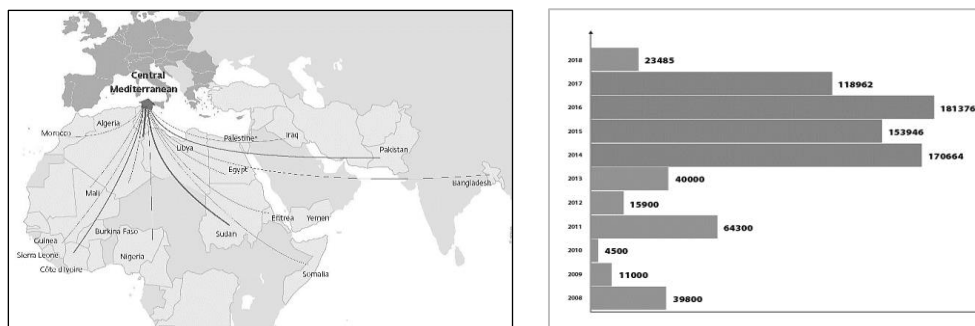 Central
Mediterranean
Algeria
Morocco
Libya
Palestine*
Iraq
Pakistan
Egypt
Bangladesh
Mali
Eritrea
Yemen
Sudan
Guinea
Burkina Faso
Sierra Leone
Nigeria
Côte d'Ivoire
Somalia
2018 23485
2017 118962
2016 181376
2015 153946
2014 170664
2013 40000
2012 15900
2011 64300
2010 4500
2009 11000
2008 39800